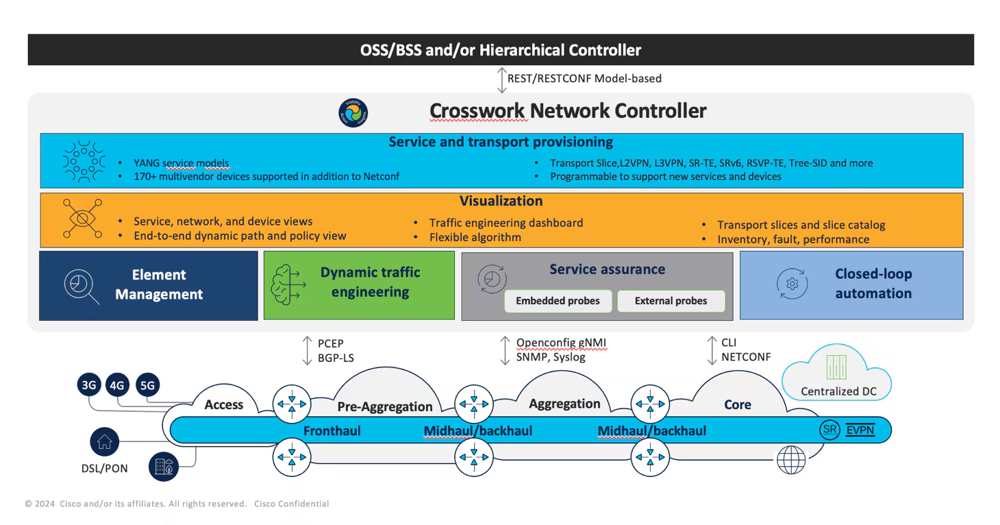 OSS/BSS and/or Hierarchical Controller
REST/RESTCONF Model-based
Crosswork Network Controller
Service and transport provisioning
• YANG service models
• 170+ multivendor devices supported in addition to Netconf
• Transport Slice,L2VPN, L3VPN, SR-TE, SRv6, RSVP-TE, Tree-SID and more
• Programmable to support new services and devices
Visualization
• Service, network, and device views
• End-to-end dynamic path and policy view
• Traffic engineering dashboard
• Flexible algorithm
• Transport slices and slice catalog
• Inventory, fault, performance
Element
Management
Dynamic traffic
engineering
Service assurance
Embedded probes
External probes
Closed-loop
automation
PCEP
BGP-LS
Openconfig gNMI
SNMP, Syslog
CLI
NETCONF
Centralized DC
3G
4G
5G
Access
Pre-Aggregation
Aggregation
Core
Fronthaul
Midhaul/backhaul
Midhaul/backhaul
SR
EVPN
DSL/PON
© 2024 Cisco and/or its affiliates. All rights reserved. Cisco Confidential